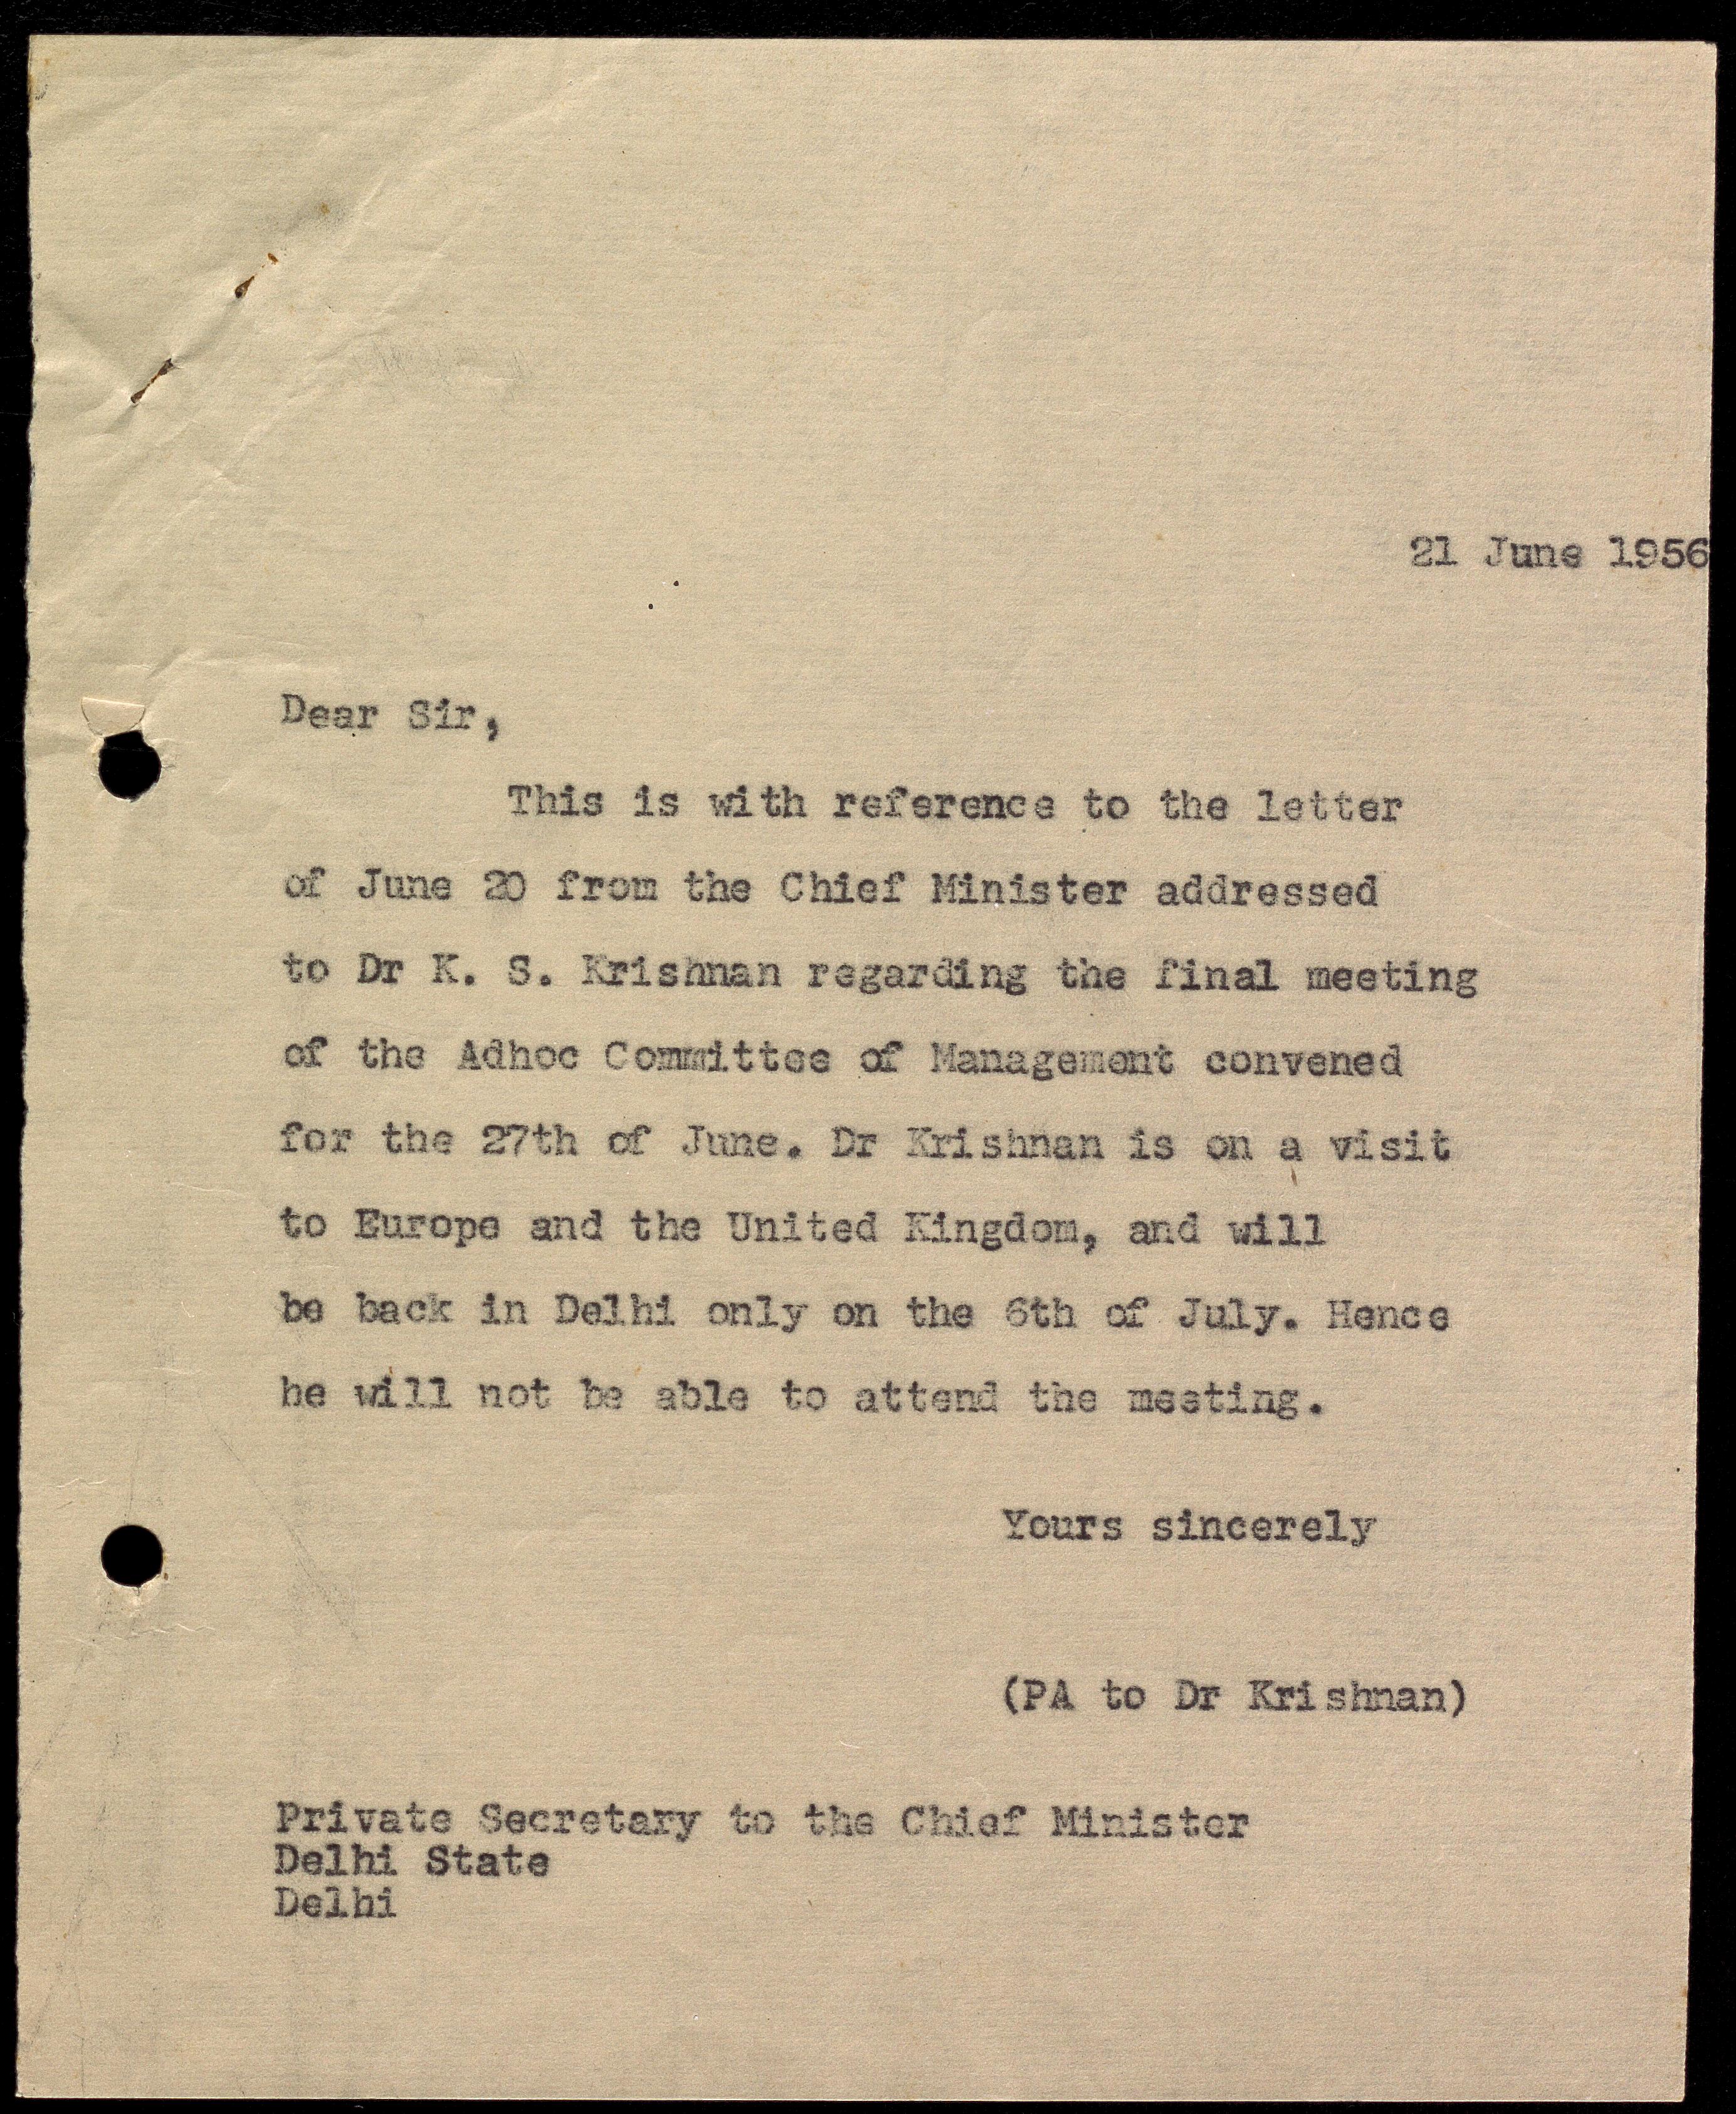 21 June 1956
Dear Sir,
This is with reference to the letter
of June 20 from the Chief Minister addressed
to Dr K. S. Krishnan regarding the final meeting
of the Adhoc Committee of Management convened
for the 27th of June. Dr Krishnan is on a visit
to Europe and the United Kingdom, and will
be back in Delhi only on the 6th of July. Hence
he will not be able to attend the meeting.
Yours sincerely
(PA to Dr Krishnan)
Private Secretary to the Chief Minister
Delhi State
Delhi